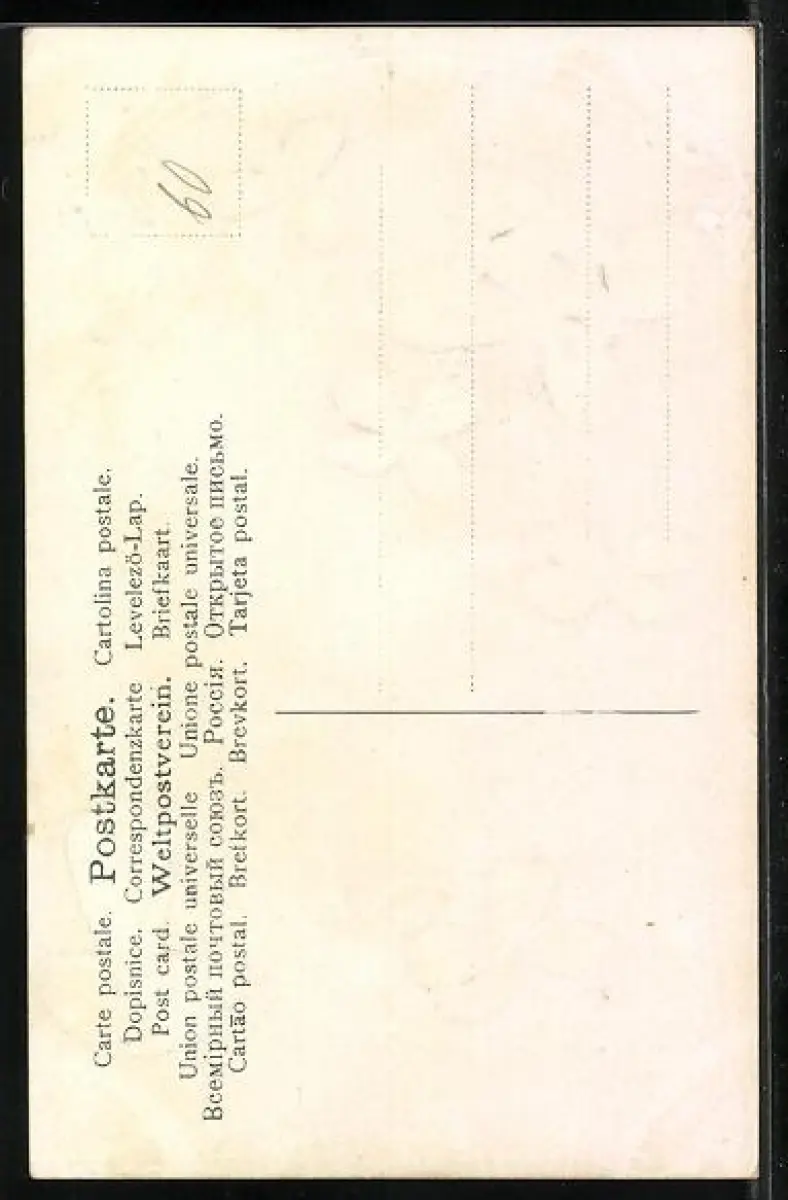 Carte postale. Postkarte. Cartolina postale.
Dopisnice. Correspondenzkarte Levelező-Lap.
Post card. Weltpostverein. Briefkaart.
Union postale universelle Unione postale universale.
Всемірный почтовый союзъ. Россія. Открытое письмо.
Cartão postal. Brefkort. Brevkort. Tarjeta postal.
60